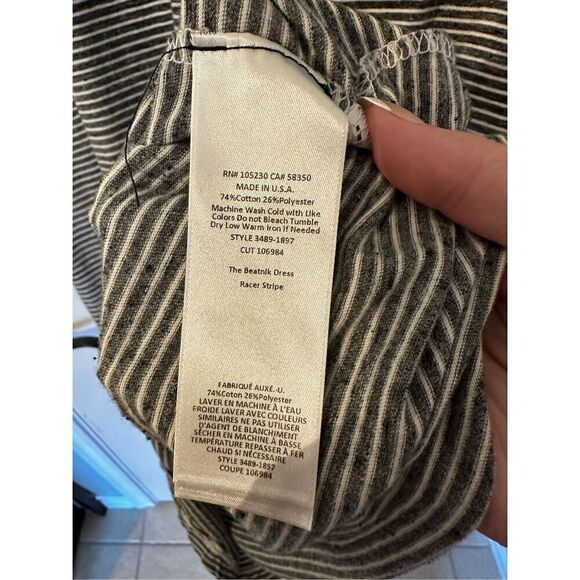 RN# 105230 CA# 58350
MADE IN U.S.A.
74%Cotton 26%Polyester
Machine Wash Cold with Like
Colors Do not Bleach Tumble
Dry Low Warm Iron if Needed
STYLE 3489-1897
CUT 106984
The Beatnik Dress
Racer Stripe
FABRIQUÉ AUXÉ.-U.
74%Coton 26%Polyester
LAVER EN MACHINE À L'EAU
FROIDE LAVER AVEC COULEURS
SIMILAIRES NE PAS UTILISER
D'AGENT DE BLANCHIMENT
SÉCHER EN MACHINE À BASSE
TEMPÉRATURE REPASSER À FER
CHAUD SI NÉCESSAIRE
STYLE 3489-1897
COUPE 106984